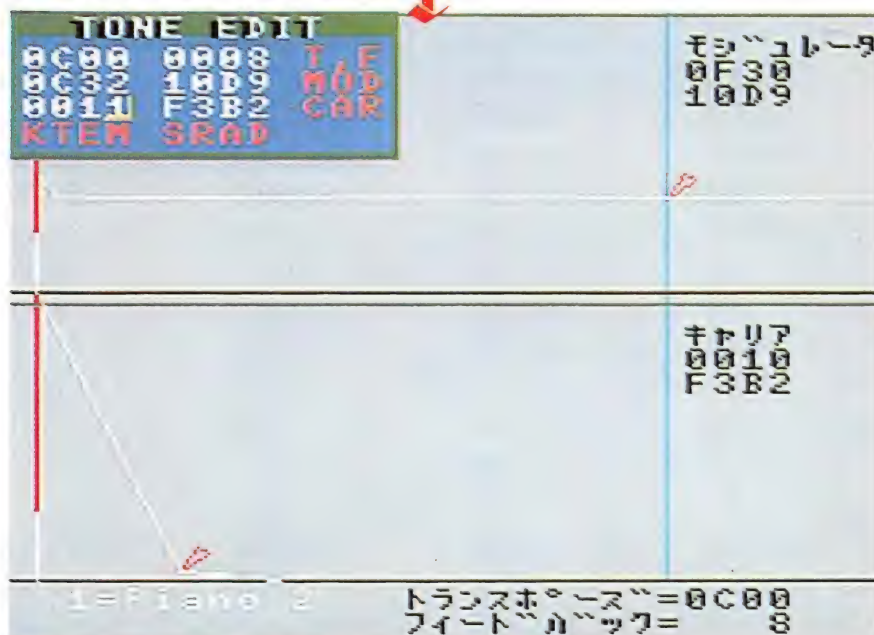 TONE EDIT
0C00 0008 T,F
0C32 10D9 MOD
0011 F3B2 CAR
KTEM SRAD
モジュレータ
0F30
10D9
キャリア
0010
F3B2
1=Piano 2
トランスポーズ=0C00
フィードバック= 8